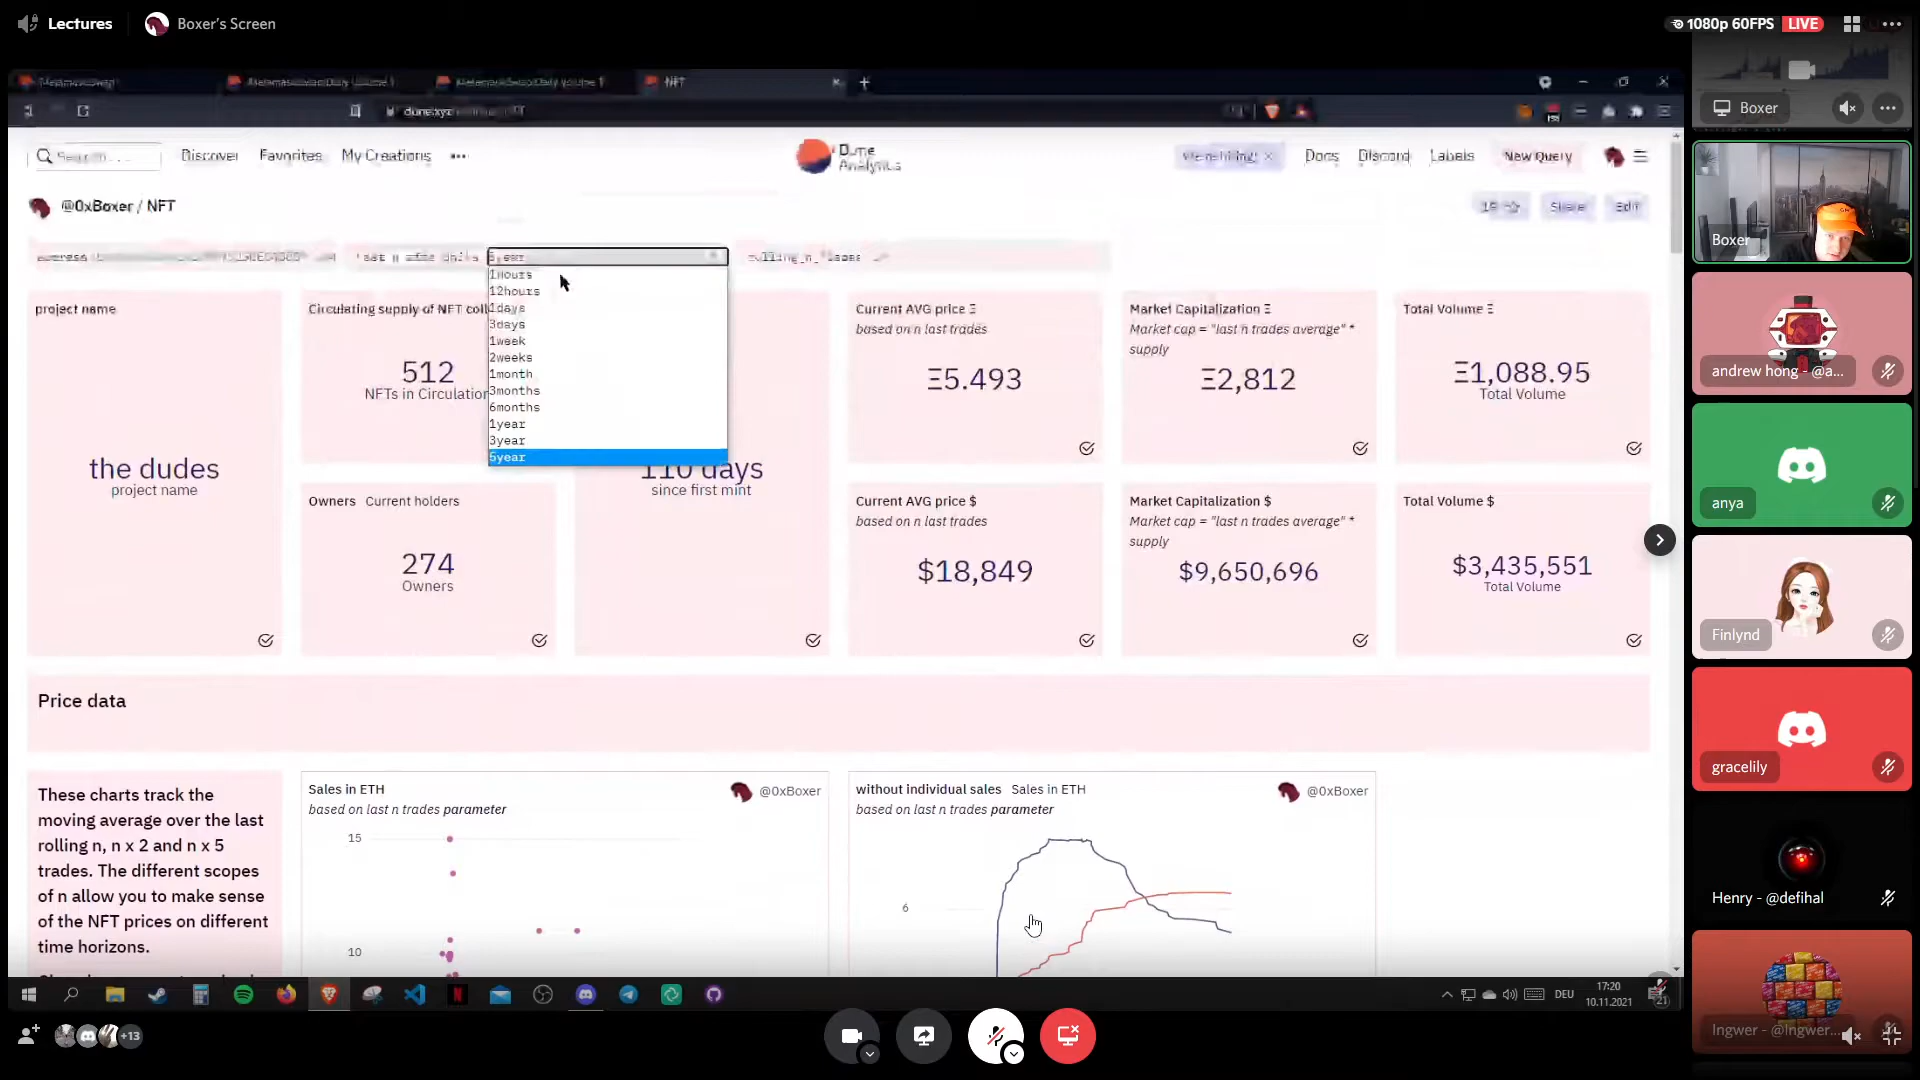 Lectures
Boxer's Screen
1080p 60FPS LIVE
NFT
Boxer
Discover
Favorites
My Creations
Dune
Analytics
Docs
Discord
Labels
New Query
@0xBoxer / NFT
Share
Edit
5year
1hours
12hours
1days
3days
1week
2weeks
1month
3months
6months
1year
3year
5year
project name
the dudes
project name
Circulating supply of NFT coll
512
NFTs in Circulation
Owners Current holders
274
Owners
110 days
since first mint
Current AVG price Ξ
based on n last trades
Ξ5.493
Market Capitalization Ξ
Market cap = "last n trades average" *
supply
Ξ2,812
Total Volume Ξ
Ξ1,088.95
Total Volume
Current AVG price $
based on n last trades
$18,849
Market Capitalization $
Market cap = "last n trades average" *
supply
$9,650,696
Total Volume $
$3,435,551
Total Volume
Price data
These charts track the
moving average over the last
rolling n, n x 2 and n x 5
trades. The different scopes
of n allow you to make sense
of the NFT prices on different
time horizons.
Sales in ETH
based on last n trades parameter
@0xBoxer
15
10
without individual sales Sales in ETH
based on last n trades parameter
@0xBoxer
6
Boxer
andrew hong - @a...
anya
Finlynd
gracelily
Henry - @defihal
Ingwer - @Ingwer...
DEU
17:20
10.11.2021
21
+13